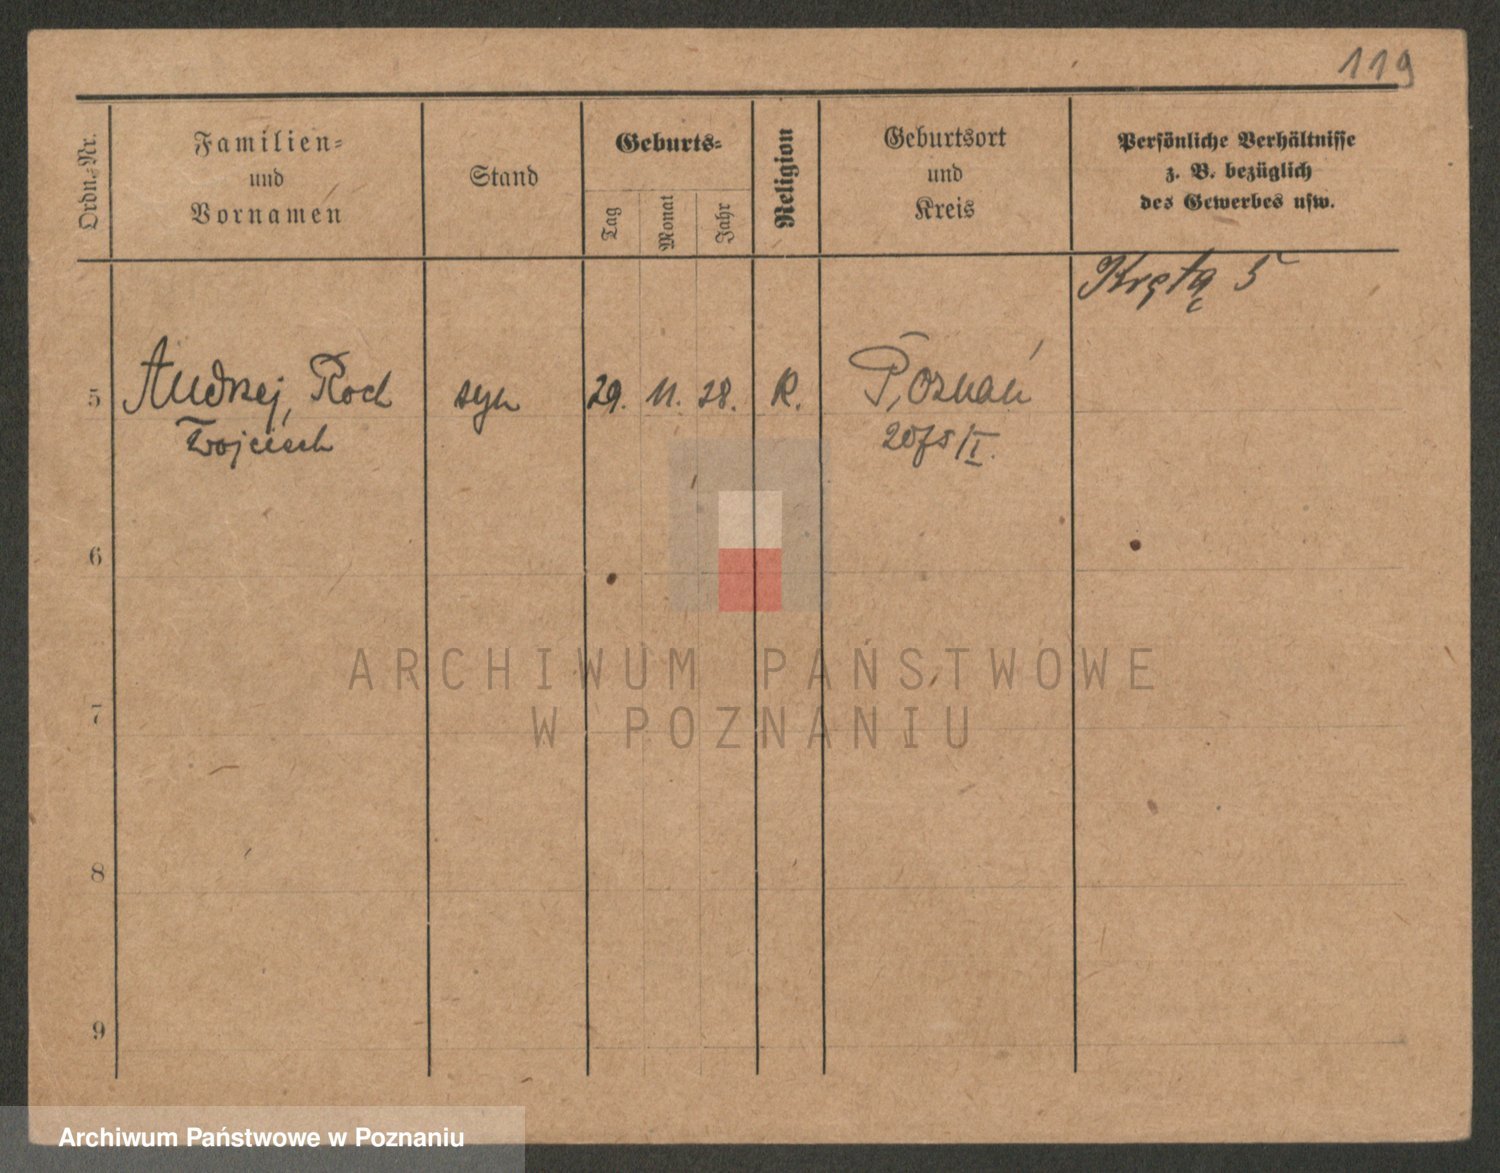 119
Ordn.-Nr.
Familien-
und
Vornamen
Stand
Geburts-
Tag
Monat
Jahr
Religion
Geburtsort
und
Kreis
Persönliche Verhältnisse
z. B. bezüglich
des Gewerbes usw.
Krętą 5
5 Andrzej, Roch syn 29. 11. 28. R. Poznań
Wojciech
6
7
8
9
ARCHIWUM PAŃSTWOWE
W POZNANIU
Archiwum Państwowe w Poznaniu